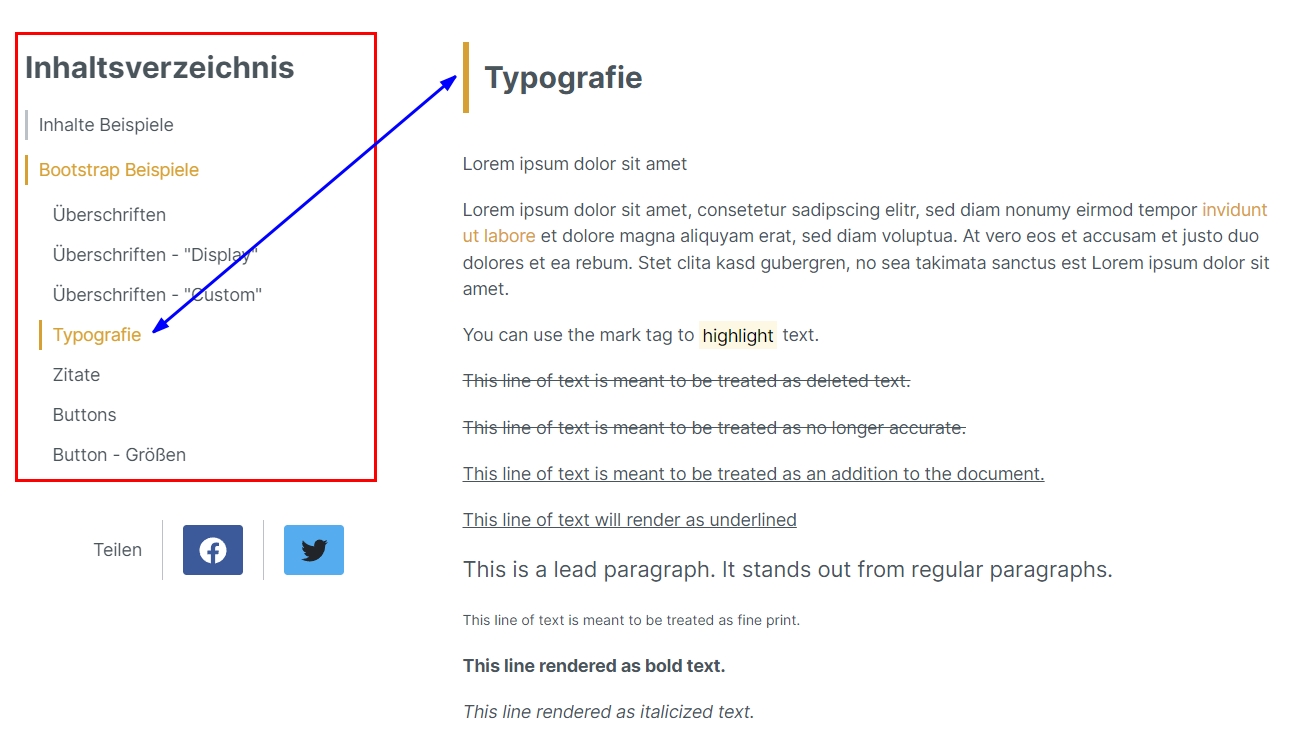 Inhaltsverzeichnis
Inhalte Beispiele
Bootstrap Beispiele
Überschriften
Überschriften - "Display"
Überschriften - "Custom"
Typografie
Zitate
Buttons
Button - Größen
Teilen
Typografie
Lorem ipsum dolor sit amet
Lorem ipsum dolor sit amet, consetetur sadipscing elitr, sed diam nonumy eirmod tempor invidunt
ut labore et dolore magna aliquyam erat, sed diam voluptua. At vero eos et accusam et justo duo
dolores et ea rebum. Stet clita kasd gubergren, no sea takimata sanctus est Lorem ipsum dolor sit
amet.
You can use the mark tag to highlight text.
This line of text is meant to be treated as deleted text.
This line of text is meant to be treated as no longer accurate.
This line of text is meant to be treated as an addition to the document.
This line of text will render as underlined
This is a lead paragraph. It stands out from regular paragraphs.
This line of text is meant to be treated as fine print.
This line rendered as bold text.
This line rendered as italicized text.